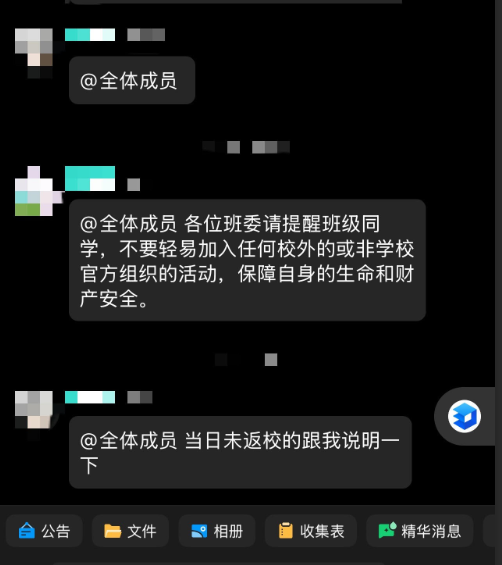 @全体成员
@全体成员 各位班委请提醒班级同
学，不要轻易加入任何校外的或非学校
官方组织的活动，保障自身的生命和财
产安全。
@全体成员 当日未返校的跟我说明一
下
公告 文件 相册 收集表 精华消息